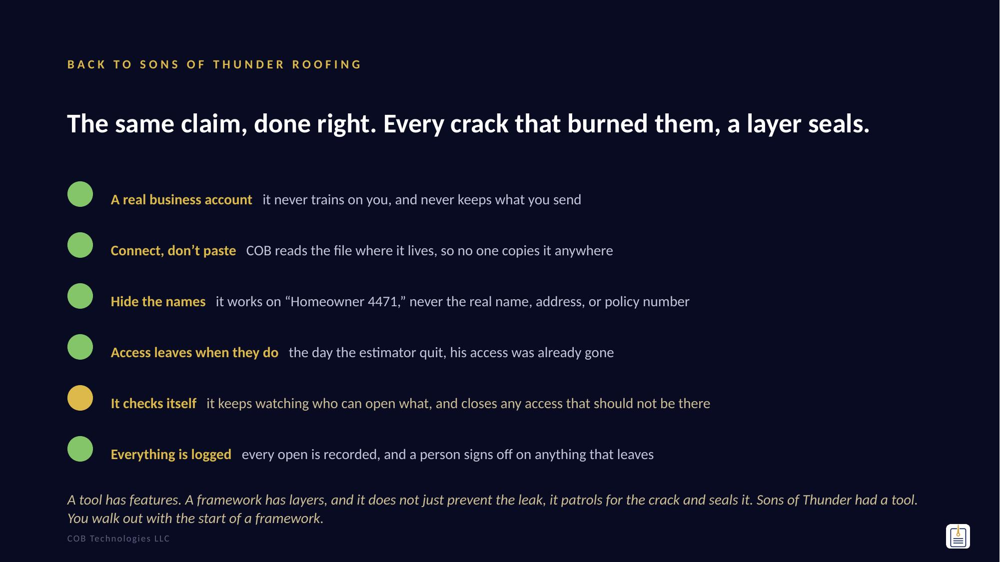 BACK TO SONS OF THUNDER ROOFING
The same claim, done right. Every crack that burned them, a layer seals.
A real business account it never trains on you, and never keeps what you send
Connect, don’t paste COB reads the file where it lives, so no one copies it anywhere
Hide the names it works on “Homeowner 4471,” never the real name, address, or policy number
Access leaves when they do the day the estimator quit, his access was already gone
It checks itself it keeps watching who can open what, and closes any access that should not be there
Everything is logged every open is recorded, and a person signs off on anything that leaves
A tool has features. A framework has layers, and it does not just prevent the leak, it patrols for the crack and seals it. Sons of Thunder had a tool.
You walk out with the start of a framework.
COB Technologies LLC